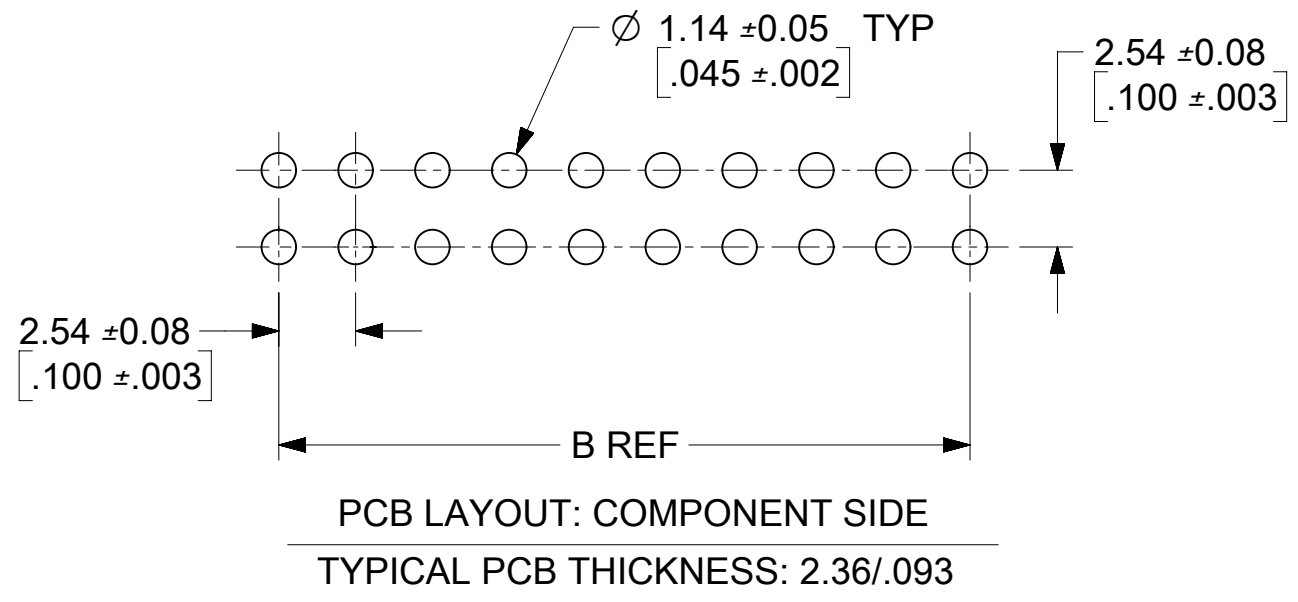 Ø 1.14 ±0.05 TYP
[.045 ±.002]
2.54 ±0.08
[.100 ±.003]
2.54 ±0.08
[.100 ±.003]
B REF
PCB LAYOUT: COMPONENT SIDE
TYPICAL PCB THICKNESS: 2.36/.093